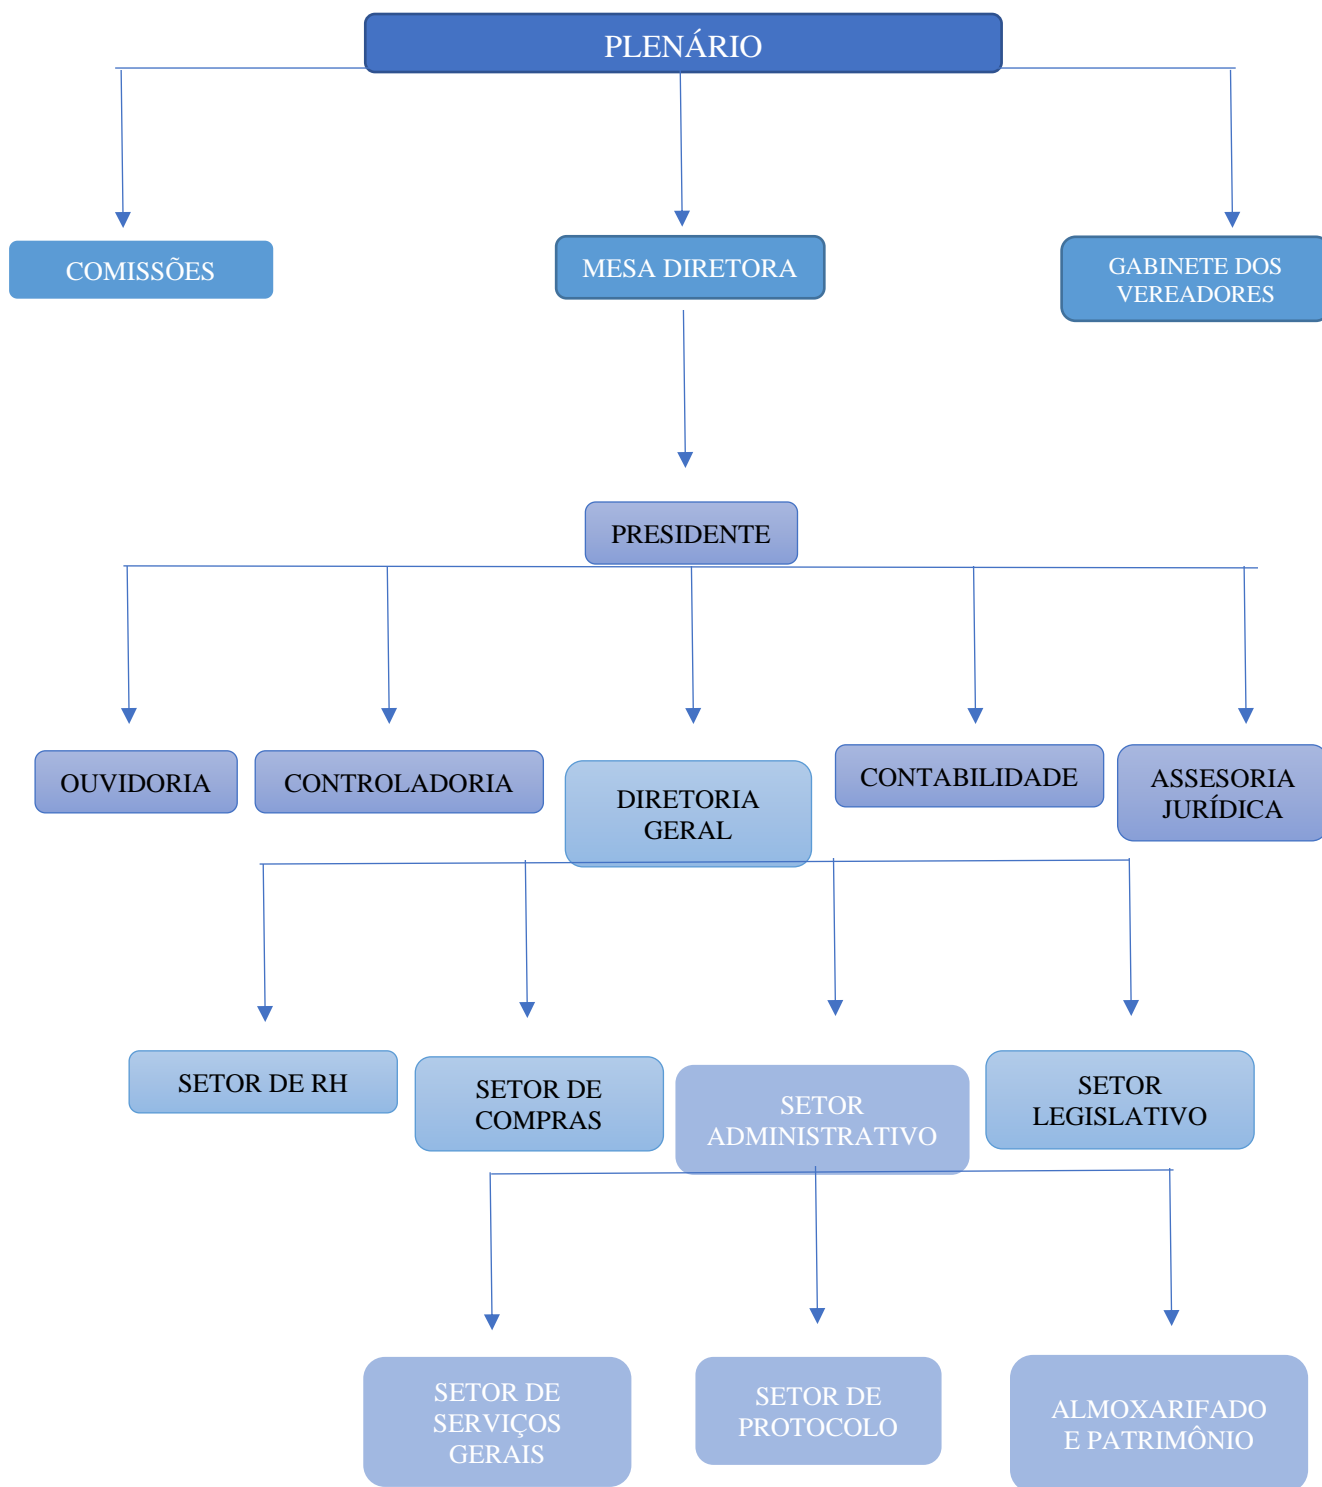 PLENÁRIO
COMISSÕES
MESA DIRETORA
GABINETE DOS
VEREADORES
PRESIDENTE
OUVIDORIA
CONTROLADORIA
DIRETORIA
GERAL
CONTABILIDADE
ASSESORIA
JURÍDICA
SETOR DE RH
SETOR DE
COMPRAS
SETOR
ADMINISTRATIVO
SETOR
LEGISLATIVO
SETOR DE
SERVIÇOS
GERAIS
SETOR DE
PROTOCOLO
ALMOXARIFADO
E PATRIMÔNIO